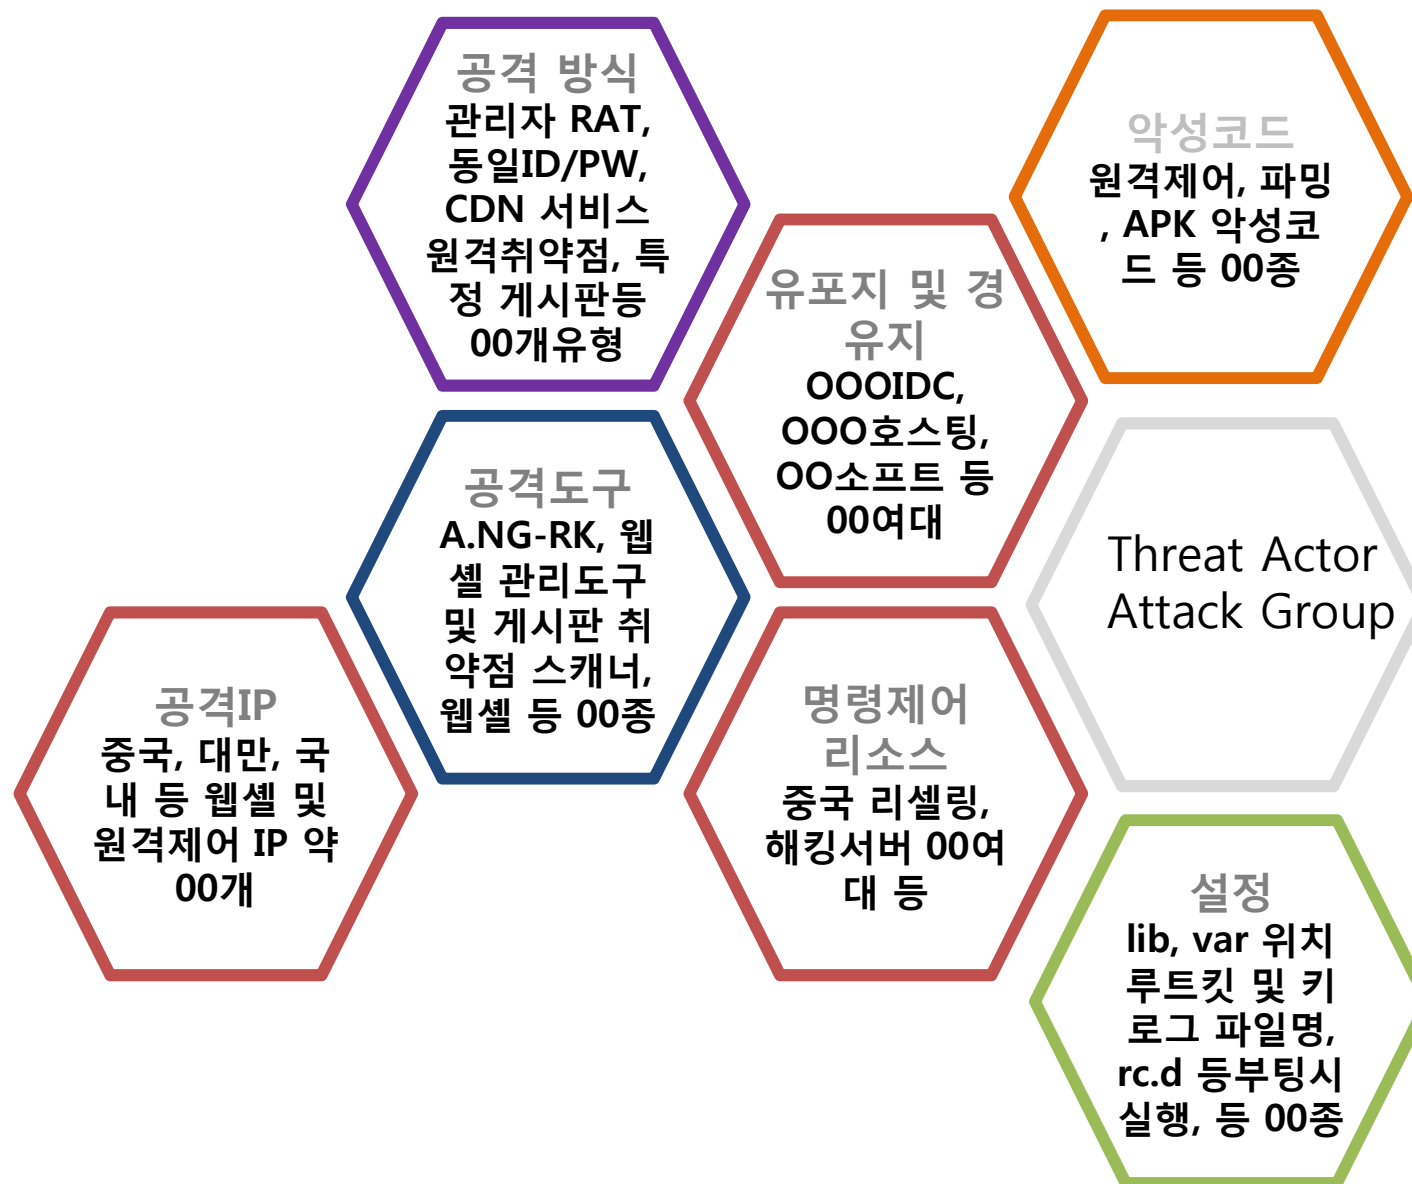 공격 방식
관리자 RAT,
동일ID/PW,
CDN 서비스
원격취약점, 특
정 게시판등
00개유형
악성코드
원격제어, 파밍
, APK 악성코
드 등 00종
유포지 및 경
유지
OOOIDC,
OOO호스팅,
OO소프트 등
00여대
공격도구
A.NG-RK, 웹
셸 관리도구
및 게시판 취
약점 스캐너,
웹셸 등 00종
Threat Actor
Attack Group
공격IP
중국, 대만, 국
내 등 웹셸 및
원격제어 IP 약
00개
명령제어
리소스
중국 리셀링,
해킹서버 00여
대 등
설정
lib, var 위치
루트킷 및 키
로그 파일명,
rc.d 등부팅시
실행, 등 00종